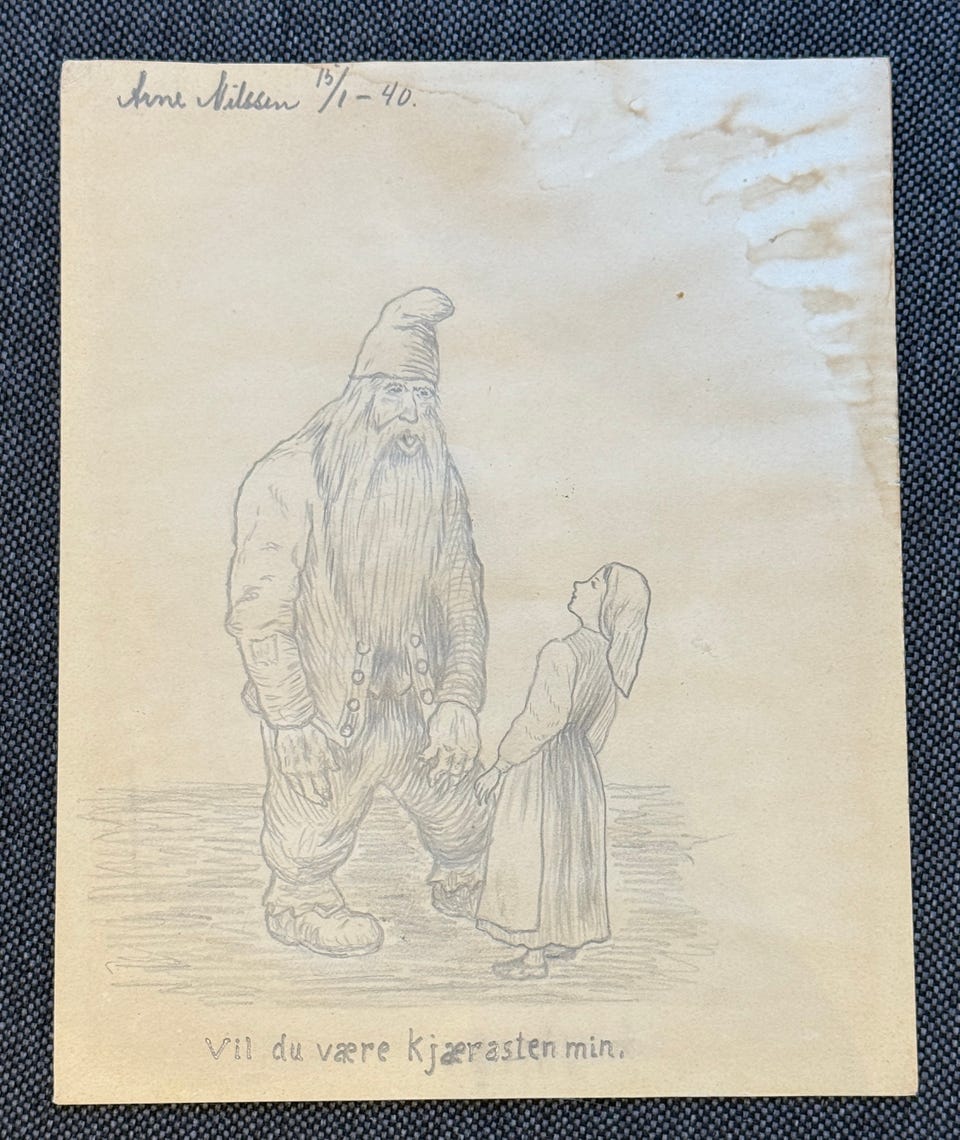 Arne Nilssen 15/1 - 40.
Vil du være kjærasten min.